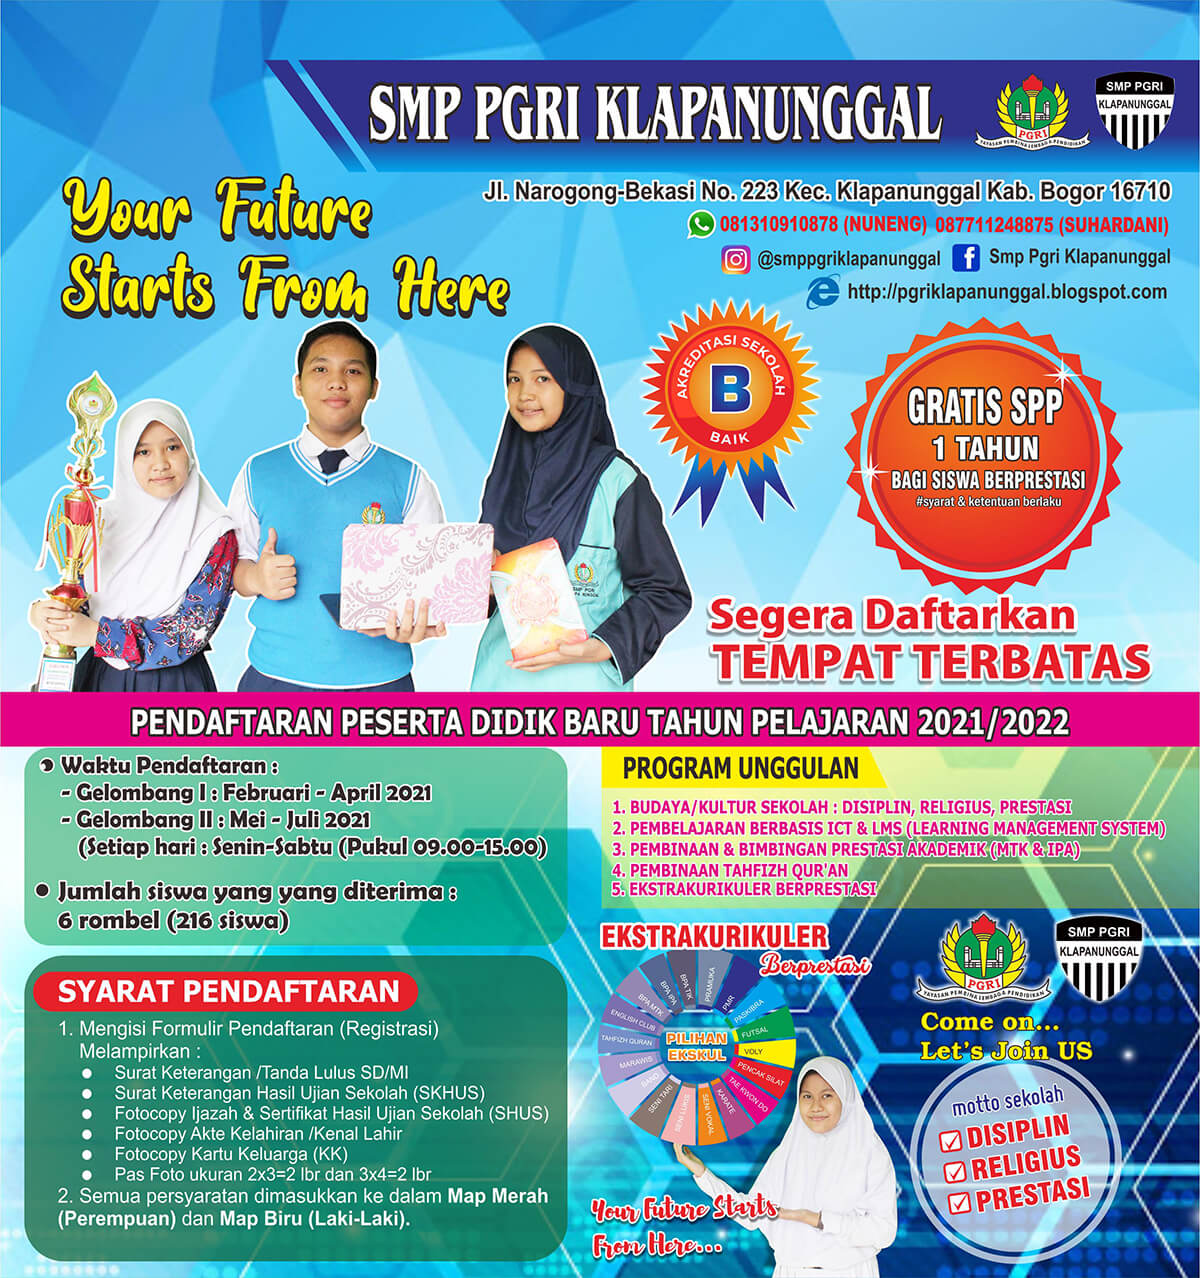 SMP PGRI KLAPANUNGGAL
PGRI
YAYASAN PEMBINA LEMBAGA PENDIDIKAN
SMP PGRI
KLAPANUNGGAL
Your Future
Starts From Here
Jl. Narogong-Bekasi No. 223 Kec. Klapanunggal Kab. Bogor 16710
081310910878 (NUNENG) 087711248875 (SUHARDANI)
@smppgriklapanunggal Smp Pgri Klapanunggal
http://pgriklapanunggal.blogspot.com
AKREDITASI SEKOLAH
B
BAIK
GRATIS SPP
1 TAHUN
BAGI SISWA BERPRESTASI
#syarat & ketentuan berlaku
SMP PGRI
Segera Daftarkan
TEMPAT TERBATAS
PENDAFTARAN PESERTA DIDIK BARU TAHUN PELAJARAN 2021/2022
Waktu Pendaftaran :
- Gelombang I : Februari - April 2021
- Gelombang II : Mei - Juli 2021
(Setiap hari : Senin-Sabtu (Pukul 09.00-15.00)
Jumlah siswa yang yang diterima :
6 rombel (216 siswa)
SYARAT PENDAFTARAN
1. Mengisi Formulir Pendaftaran (Registrasi)
Melampirkan :
● Surat Keterangan /Tanda Lulus SD/MI
● Surat Keterangan Hasil Ujian Sekolah (SKHUS)
● Fotocopy Ijazah & Sertifikat Hasil Ujian Sekolah (SHUS)
● Fotocopy Akte Kelahiran /Kenal Lahir
● Fotocopy Kartu Keluarga (KK)
● Pas Foto ukuran 2x3=2 lbr dan 3x4=2 lbr
2. Semua persyaratan dimasukkan ke dalam Map Merah
(Perempuan) dan Map Biru (Laki-Laki).
PROGRAM UNGGULAN
1. BUDAYA/KULTUR SEKOLAH : DISIPLIN, RELIGIUS, PRESTASI
2. PEMBELAJARAN BERBASIS ICT & LMS (LEARNING MANAGEMENT SYSTEM)
3. PEMBINAAN & BIMBINGAN PRESTASI AKADEMIK (MTK & IPA)
4. PEMBINAAN TAHFIZH QUR'AN
5. EKSTRAKURIKULER BERPRESTASI
EKSTRAKURIKULER
Berprestasi
PILIHAN
EKSKUL
PRAMUKA
PMR
PASKIBRA
FUTSAL
VOLY
PENCAK SILAT
TAE KWON DO
KARATE
SENI VOKAL
SENI LUKIS
SENI TARI
BAND
MARAWIS
TAHFIZH QURAN
ENGLISH CLUB
BPA MTK
BPA IPA
BPA TIK
PGRI
YAYASAN PEMBINA LEMBAGA PENDIDIKAN
SMP PGRI
KLAPANUNGGAL
Come on...
Let's Join US
motto sekolah
DISIPLIN
RELIGIUS
PRESTASI
Your Future Starts
From Here...